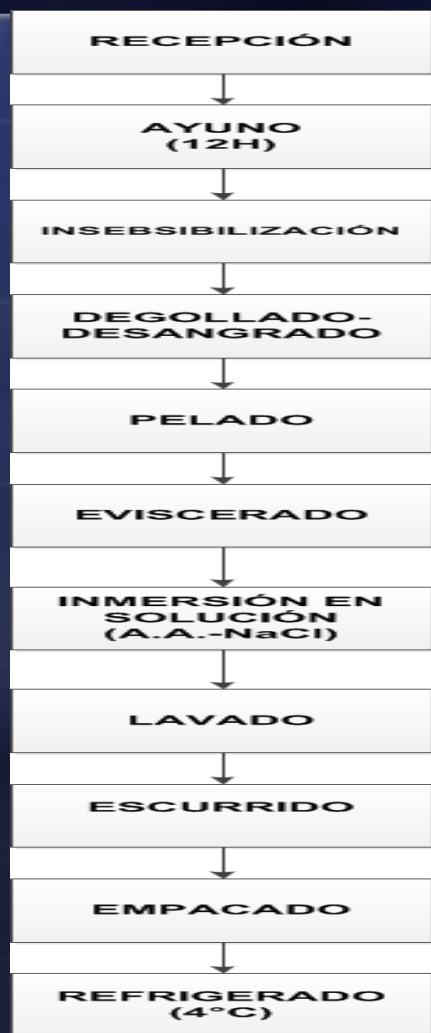 RECEPCIÓN
AYUNO
(12H)
INSEBSIBILIZACIÓN
DEGOLLADO-
DESANGRADO
PELADO
EVISCERADO
INMERSIÓN EN
SOLUCIÓN
(A.A.-NaCl)
LAVADO
ESCURRIDO
EMPACADO
REFRIGERADO
(4°C)